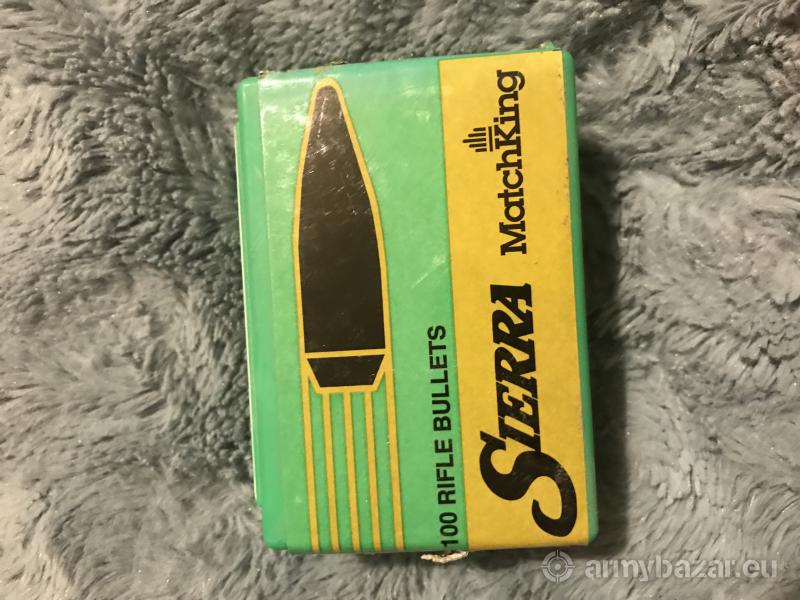 100 RIFLE BULLETS
SIERRA MatchKing
armybazar.eu